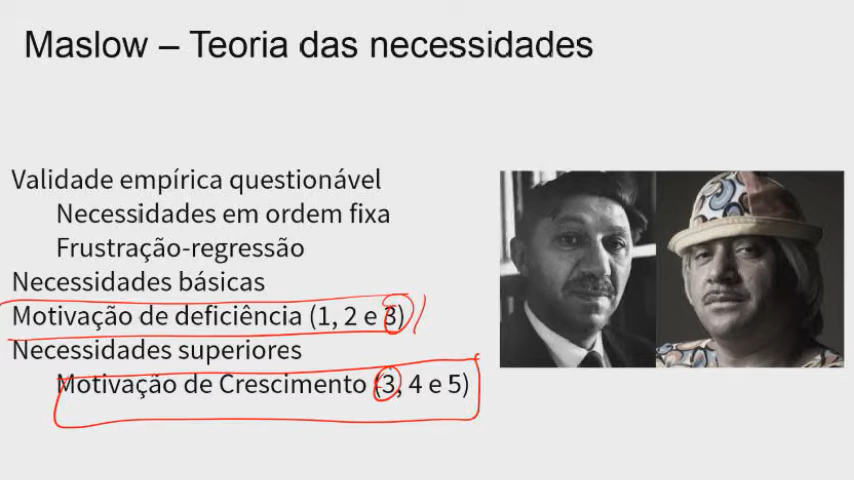 Maslow – Teoria das necessidades
Validade empírica questionável
Necessidades em ordem fixa
Frustração-regressão
Necessidades básicas
Motivação de deficiência (1, 2 e 3)
Necessidades superiores
Motivação de Crescimento (3, 4 e 5)